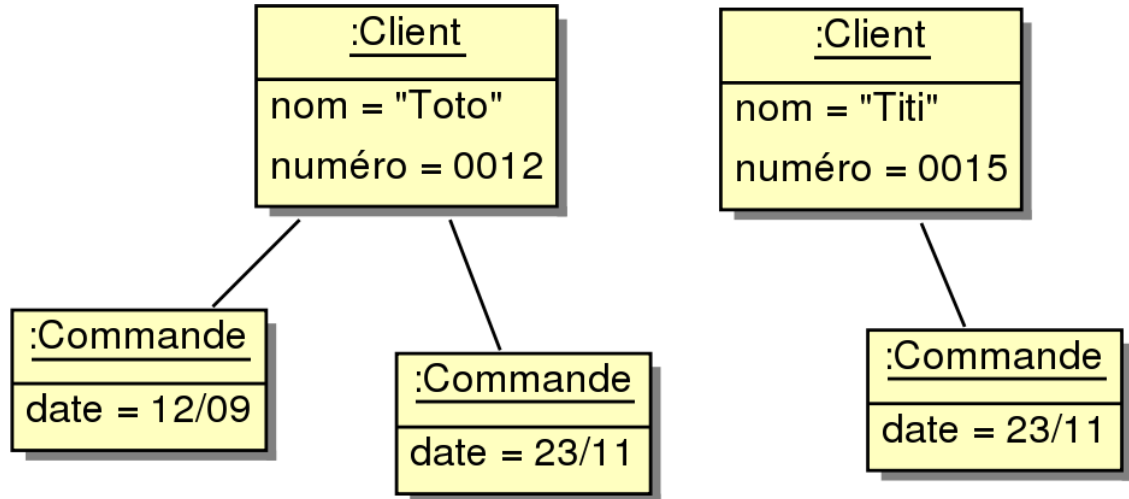 :Client
nom = "Toto"
numéro = 0012
:Client
nom = "Titi"
numéro = 0015
:Commande
date = 12/09
:Commande
date = 23/11
:Commande
date = 23/11